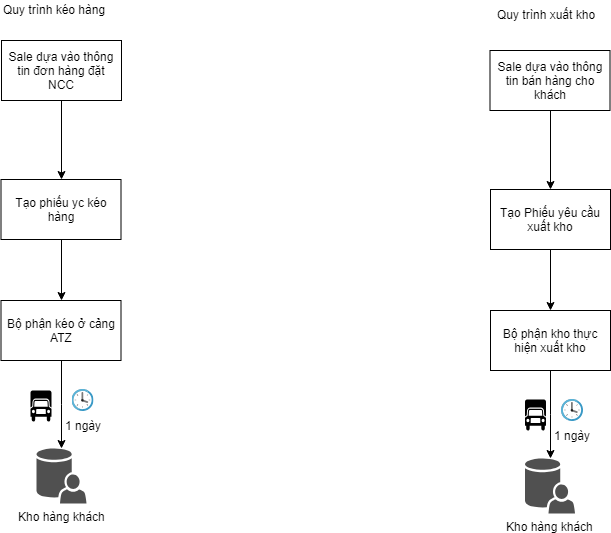 Quy trình kéo hàng
Sale dựa vào thông
tin đơn hàng đặt
NCC
Tạo phiếu yc kéo
hàng
Bộ phận kéo ở cảng
ATZ
1 ngày
Kho hàng khách
Quy trình xuất kho
Sale dựa vào thông
tin bán hàng cho
khách
Tạo Phiếu yêu cầu
xuất kho
Bộ phận kho thực
hiện xuất kho
1 ngày
Kho hàng khách